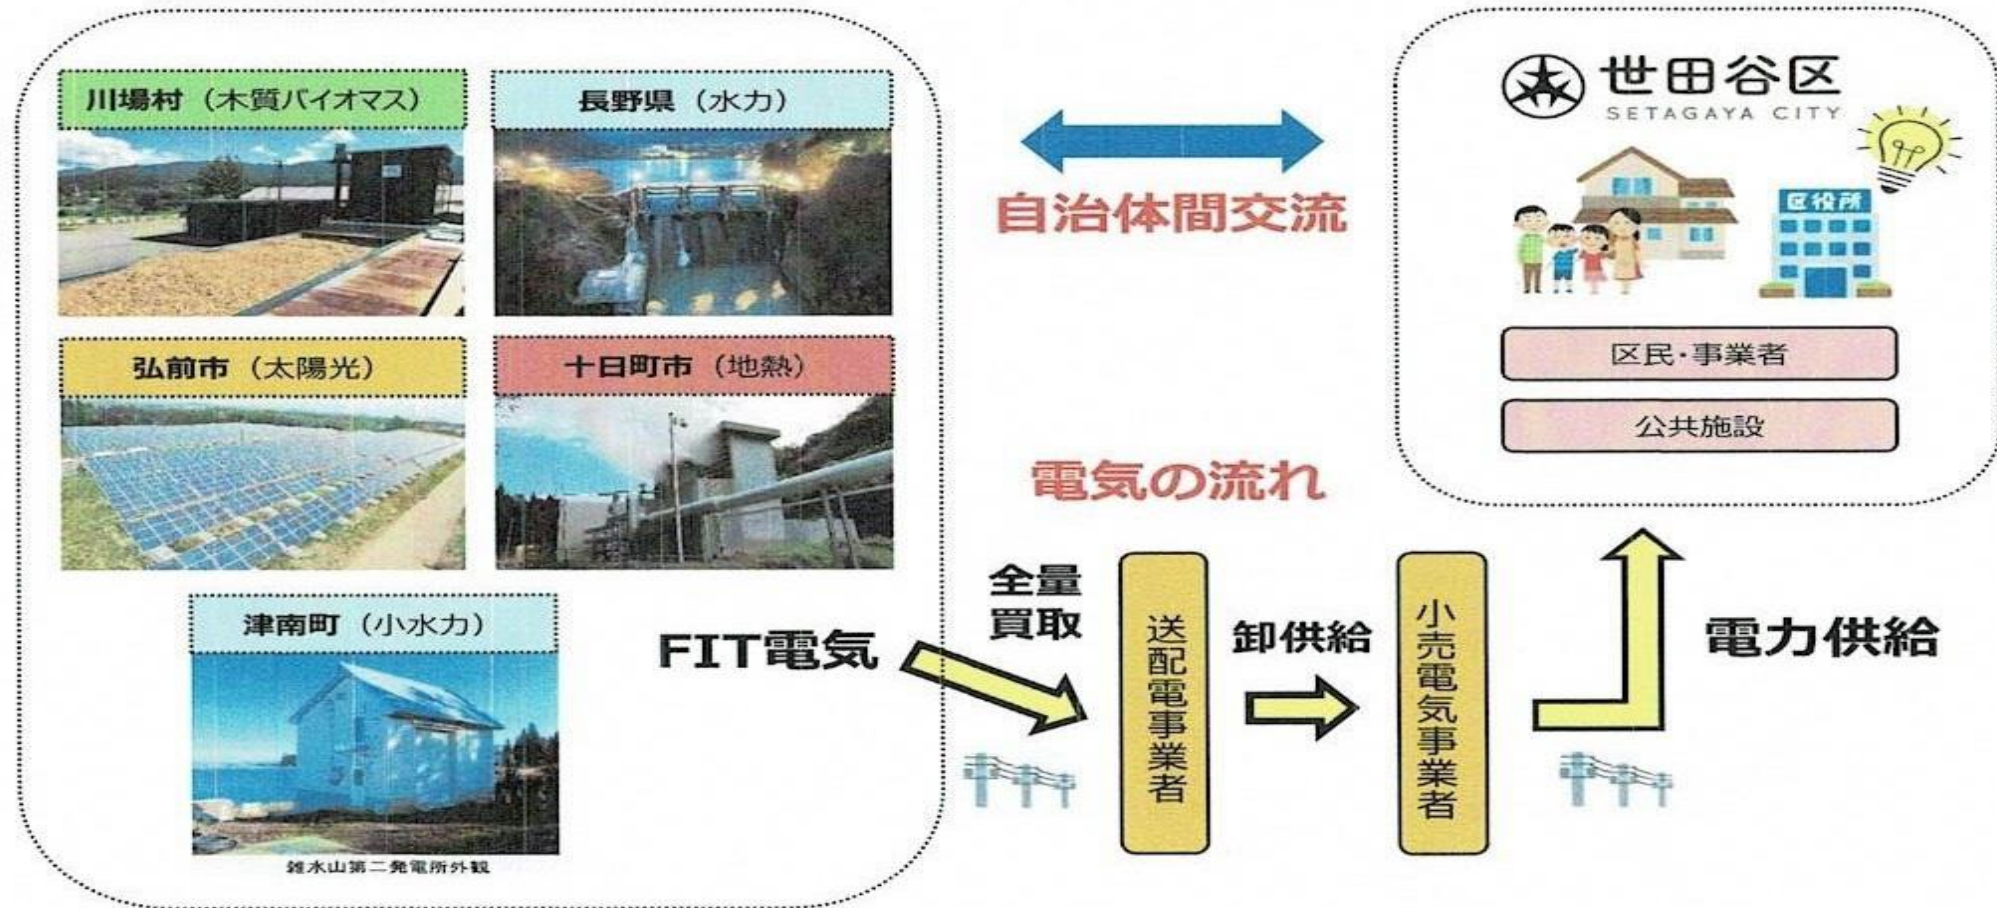 川場村（木質バイオマス）
長野県（水力）
弘前市（太陽光）
十日町市（地熱）
津南町（小水力）
雑水山第二発電所外観
自治体間交流
世田谷区
SETAGAYA CITY
区役所
区民・事業者
公共施設
電気の流れ
FIT電気
全量
買取
送配電事業者
卸供給
小売電気事業者
電力供給